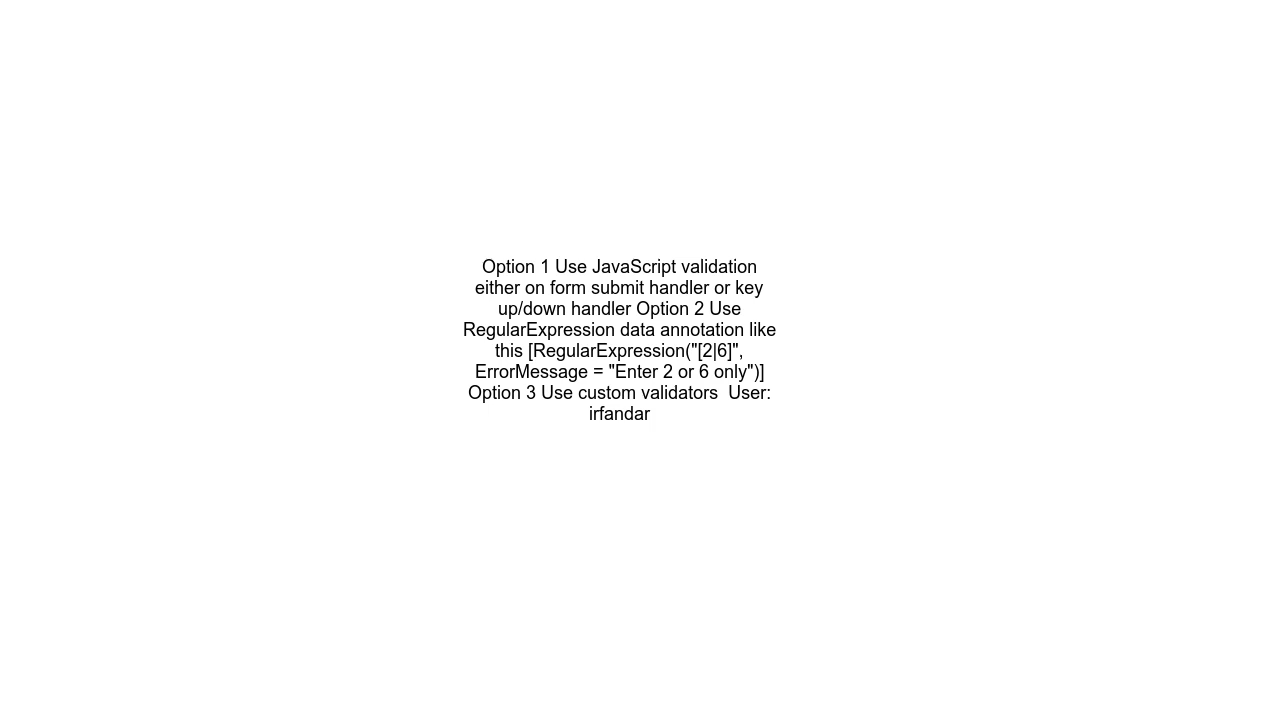 Option 1 Use JavaScript validation
either on form submit handler or key
up/down handler Option 2 Use
RegularExpression data annotation like
this [RegularExpression("[2|6]",
ErrorMessage = "Enter 2 or 6 only")]
Option 3 Use custom validators  User:
irfandar